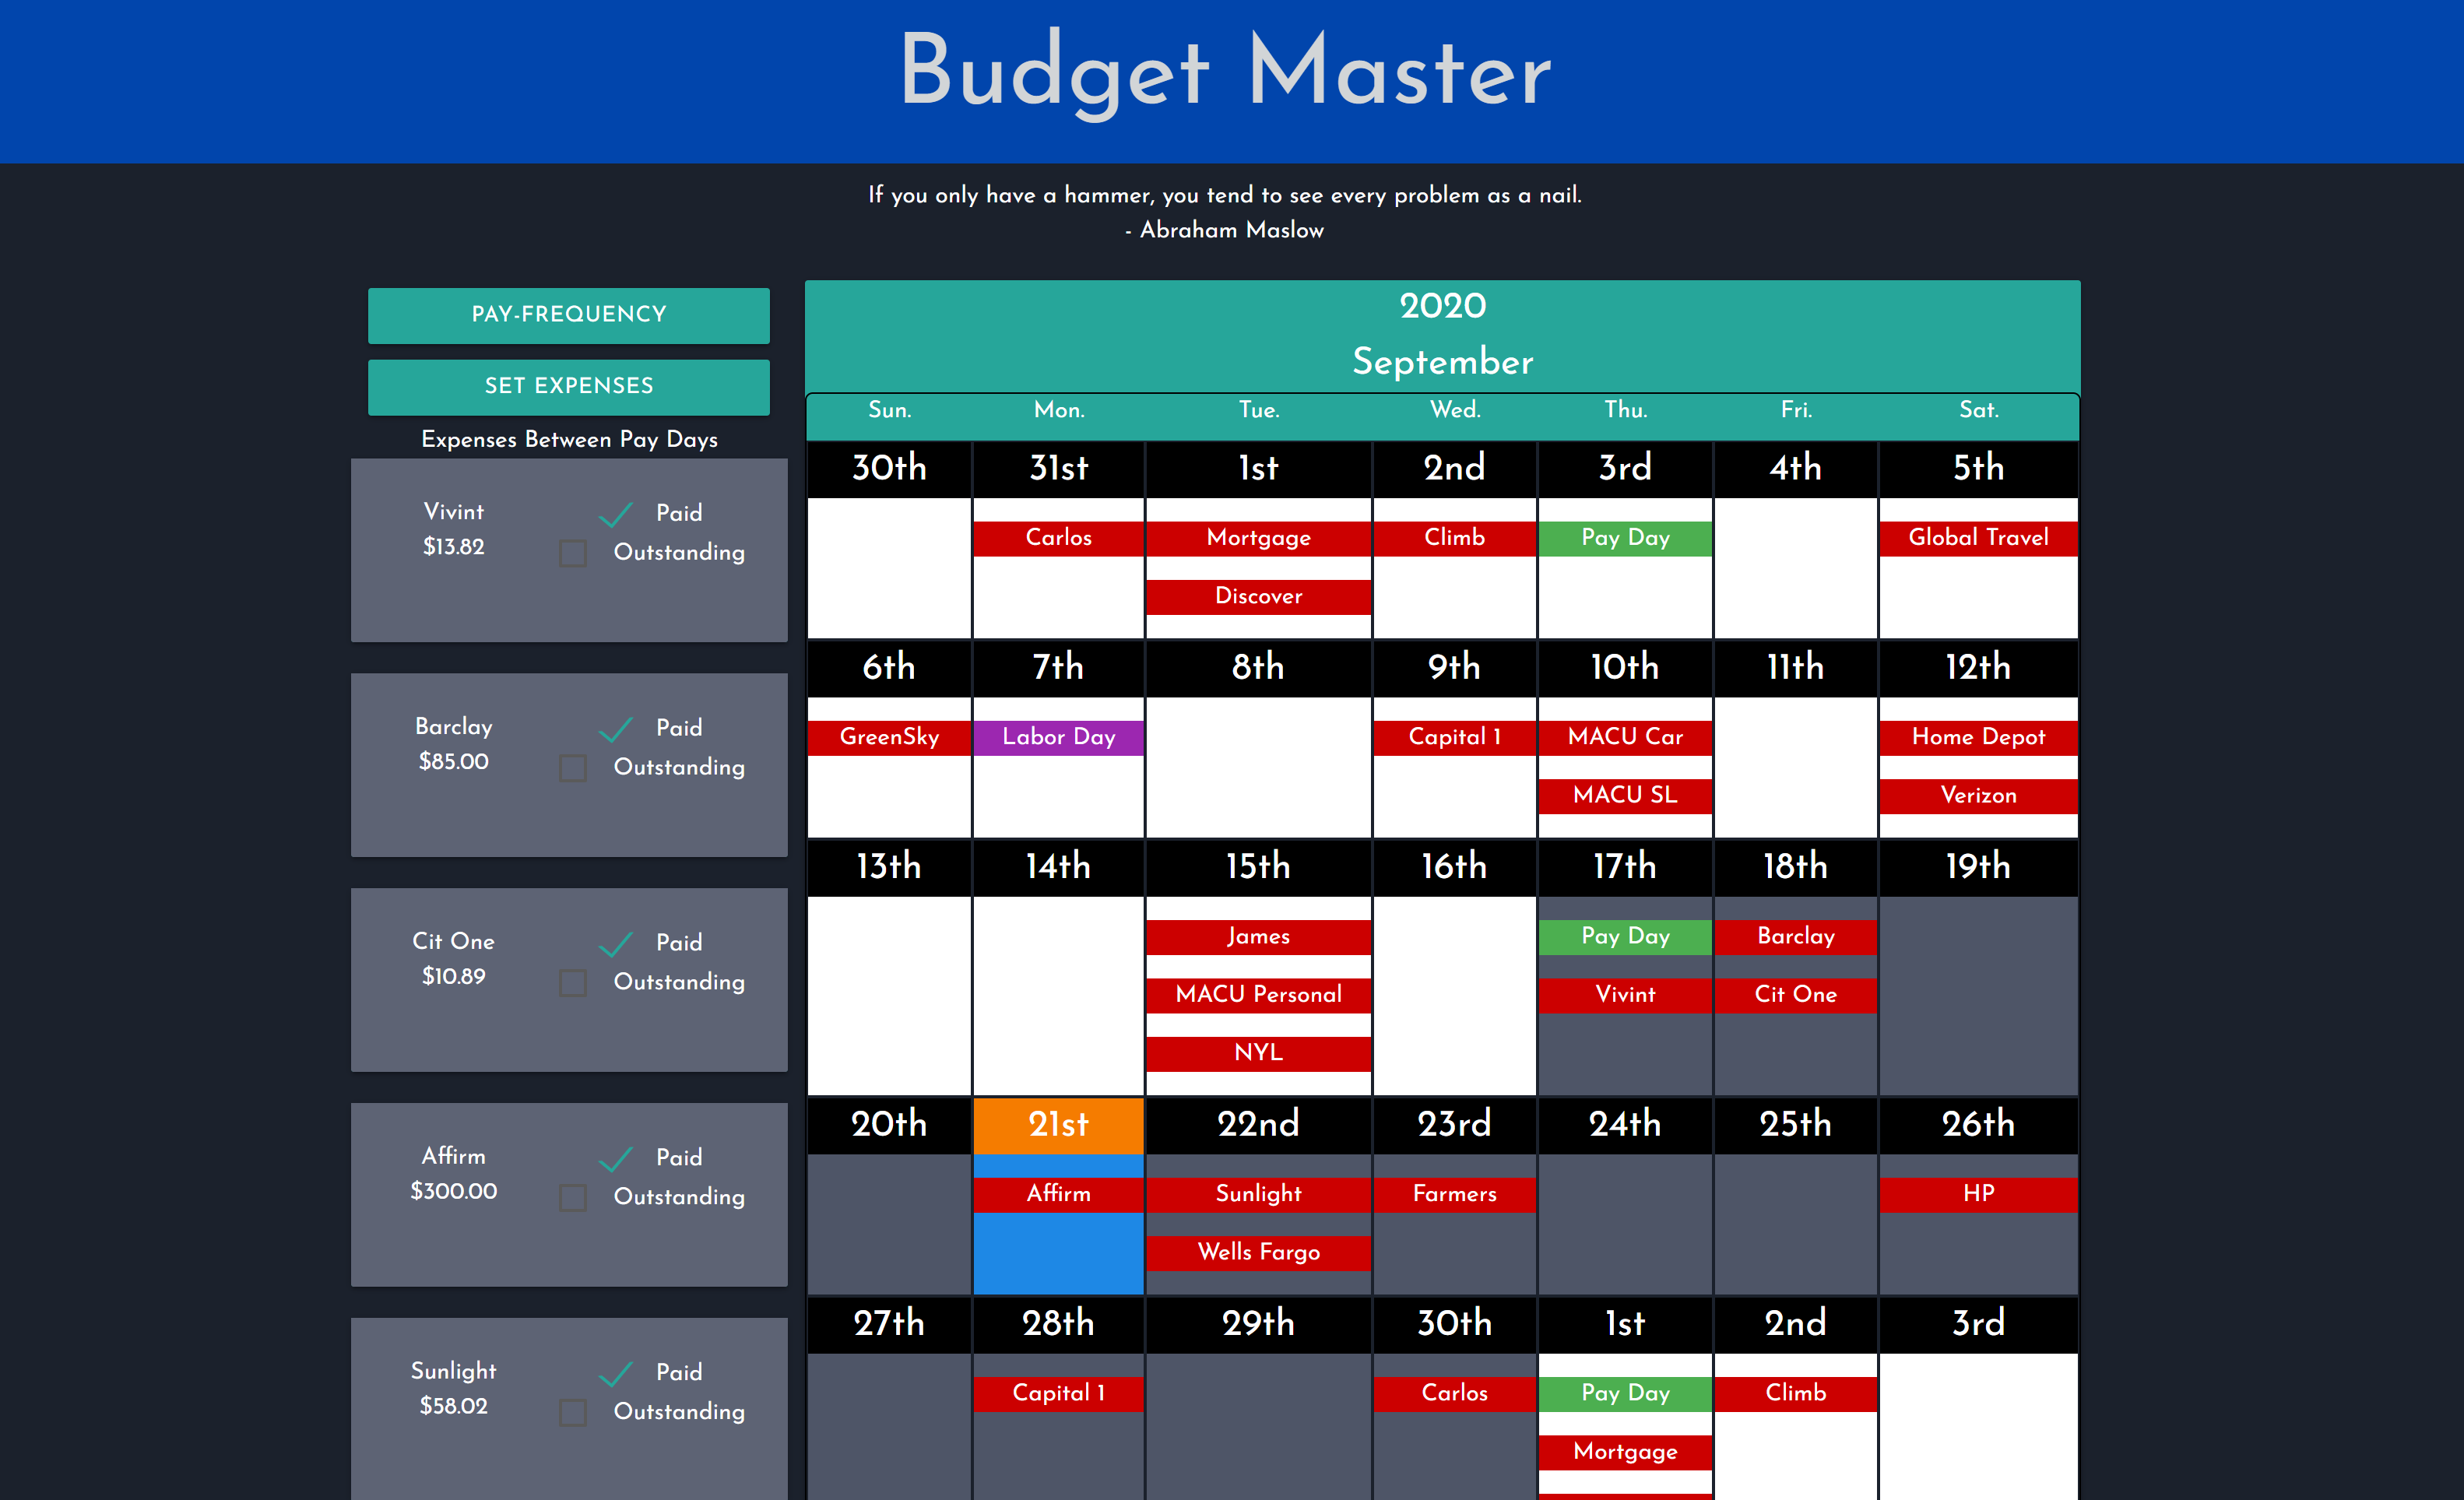 Budget Master
If you only have a hammer, you tend to see every problem as a nail.
- Abraham Maslow
PAY-FREQUENCY
SET EXPENSES
Expenses Between Pay Days
Vivint
$13.82
Paid
Outstanding
Barclay
$85.00
Paid
Outstanding
Cit One
$10.89
Paid
Outstanding
Affirm
$300.00
Paid
Outstanding
Sunlight
$58.02
Paid
Outstanding
2020
September
Sun. Mon. Tue. Wed. Thu. Fri. Sat.
30th 31st 1st 2nd 3rd 4th 5th
Carlos Mortgage Climb Pay Day Global Travel
Discover
6th 7th 8th 9th 10th 11th 12th
GreenSky Labor Day Capital 1 MACU Car Home Depot
MACU SL Verizon
13th 14th 15th 16th 17th 18th 19th
James Pay Day Barclay
MACU Personal Vivint Cit One
NYL
20th 21st 22nd 23rd 24th 25th 26th
Affirm Sunlight Farmers HP
Wells Fargo
27th 28th 29th 30th 1st 2nd 3rd
Capital 1 Carlos Pay Day Climb
Mortgage